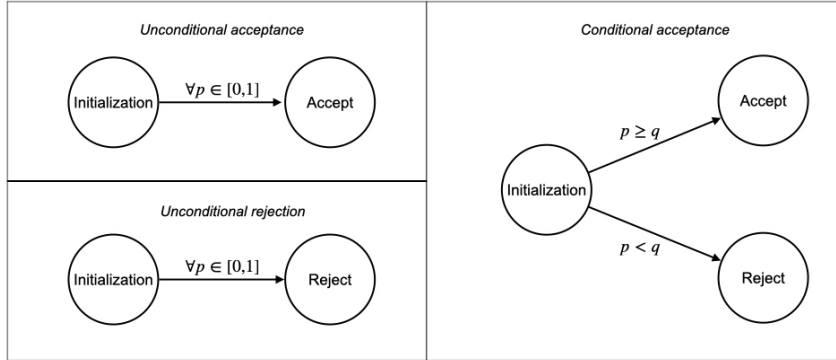 Unconditional acceptance
Initialization
∀p ∈ [0,1]
Accept
Unconditional rejection
Initialization
∀p ∈ [0,1]
Reject
Conditional acceptance
Initialization
p ≥ q
Accept
p < q
Reject